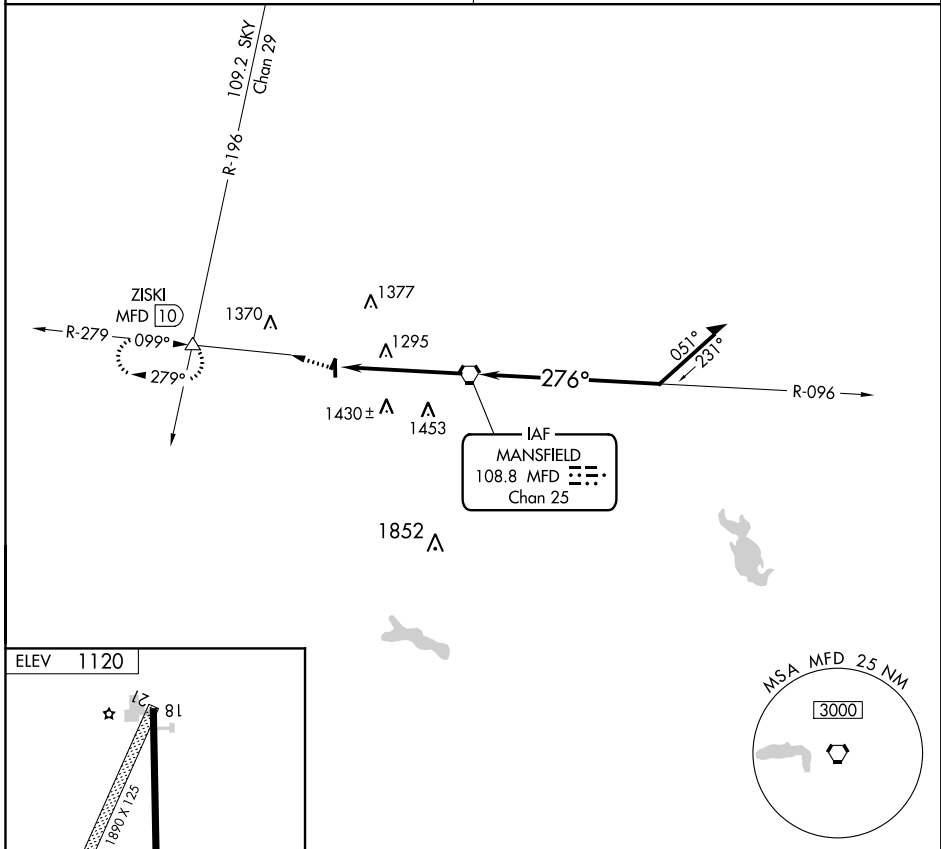 109.2 SKY
Chan 29
R-196
ZISKI
MFD 10
1370
1377
1295
R-279
099°
279°
276°
051°
231°
R-096
1430 ±
1453
IAF
MANSFIELD
108.8 MFD
Chan 25
1852
ELEV 1120
21
18
1890 X 125
MSA MFD 25 NM
3000